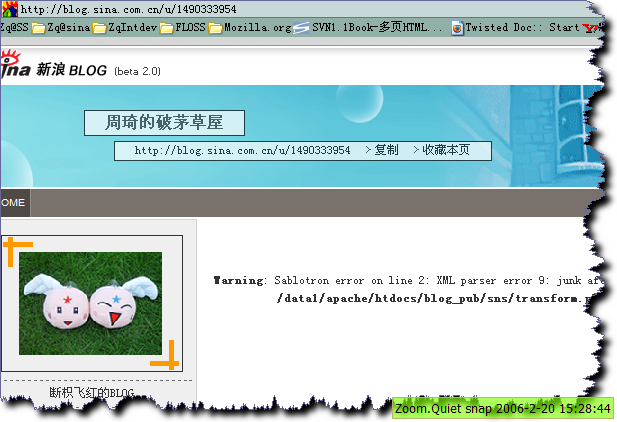 http://blog.sina.com.cn/u/1490333954
Zq@SS Zq@sina ZqIntdev FLOSS Mozilla.org SVN1.1Book-多页HTML... Twisted Doc:: Start
ina 新浪 BLOG (beta 2.0)
周琦的破茅草屋
http://blog.sina.com.cn/u/1490333954 >复制 >收藏本页
OME
Warning: Sablotron error on line 2: XML parser error 9: junk af
/data1/apache/htdocs/blog_pub/sns/transform.
断枳飞红的BLOG
Zoom.Quiet snap 2006-2-20 15:28:44